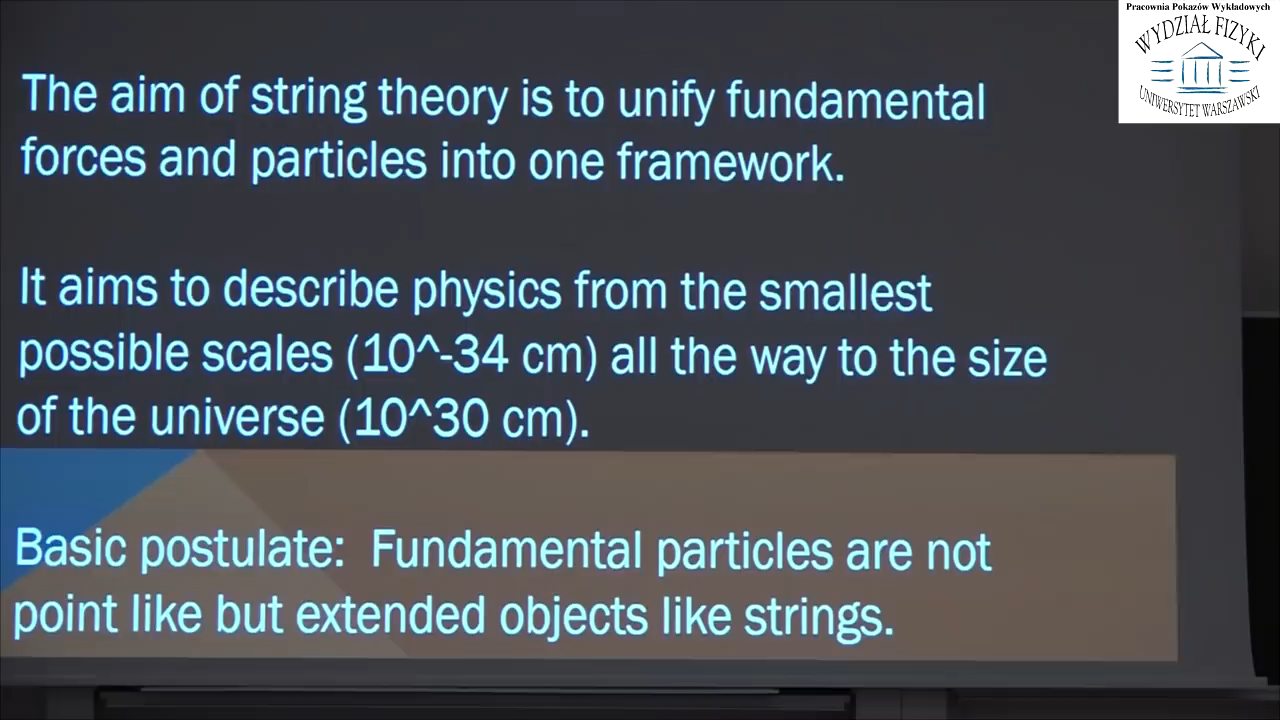 Pracownia Pokazów Wykładowych
WYDZIAŁ FIZYKI
UNIWERSYTET WARSZAWSKI
The aim of string theory is to unify fundamental
forces and particles into one framework.
It aims to describe physics from the smallest
possible scales (10^-34 cm) all the way to the size
of the universe (10^30 cm).
Basic postulate: Fundamental particles are not
point like but extended objects like strings.